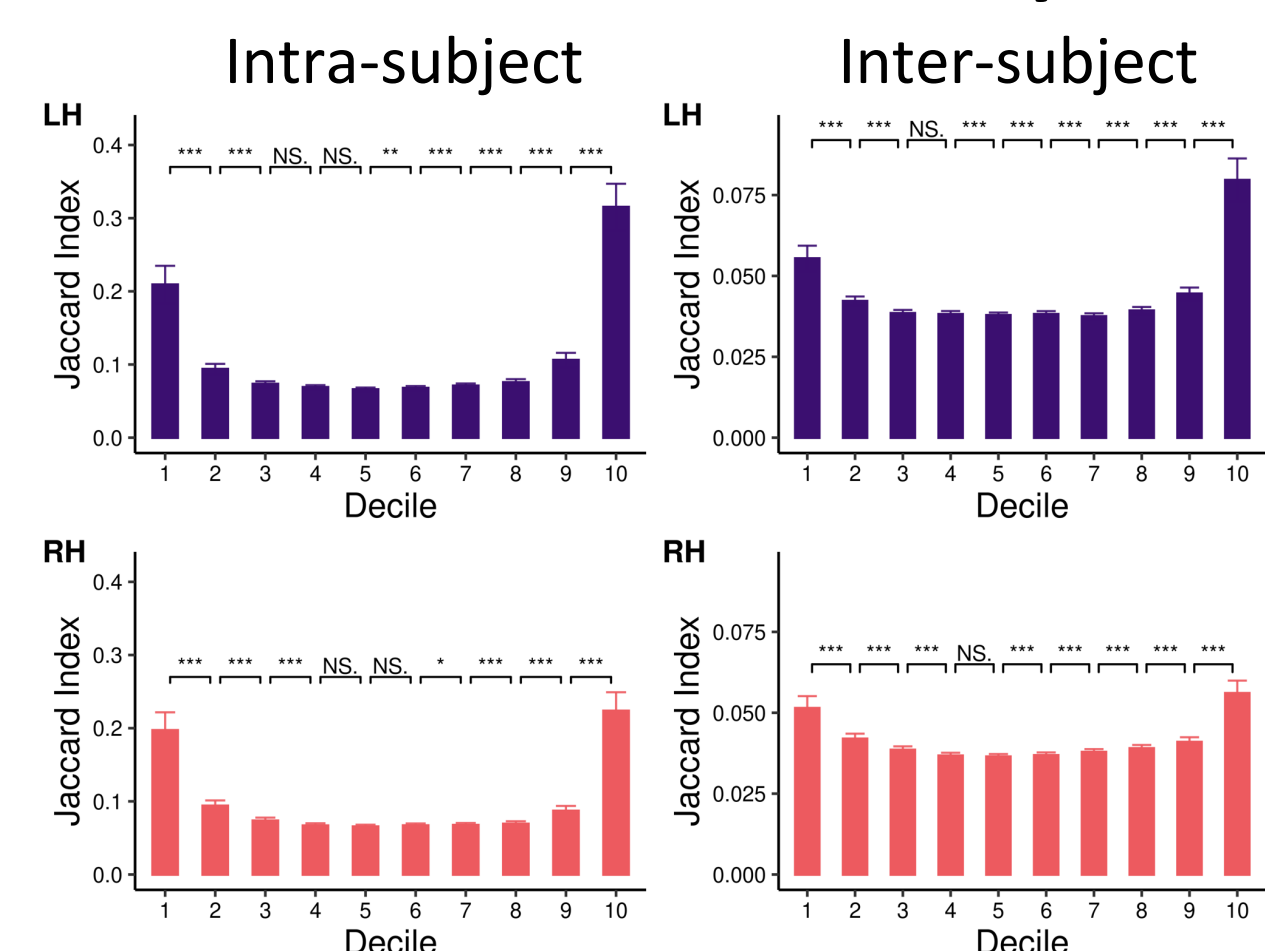 Intra-subject
LH
Jaccard Index
0.4
0.3
0.2
0.1
0.0
*** *** NS. NS. ** *** *** *** ***
1 2 3 4 5 6 7 8 9 10
Decile
Inter-subject
LH
Jaccard Index
0.075
0.050
0.025
0.000
*** *** NS. *** *** *** *** *** ***
1 2 3 4 5 6 7 8 9 10
Decile
RH
Jaccard Index
0.4
0.3
0.2
0.1
0.0
*** *** *** NS. NS. * *** *** ***
1 2 3 4 5 6 7 8 9 10
Decile
RH
Jaccard Index
0.075
0.050
0.025
0.000
*** *** *** NS. *** *** *** *** ***
1 2 3 4 5 6 7 8 9 10
Decile